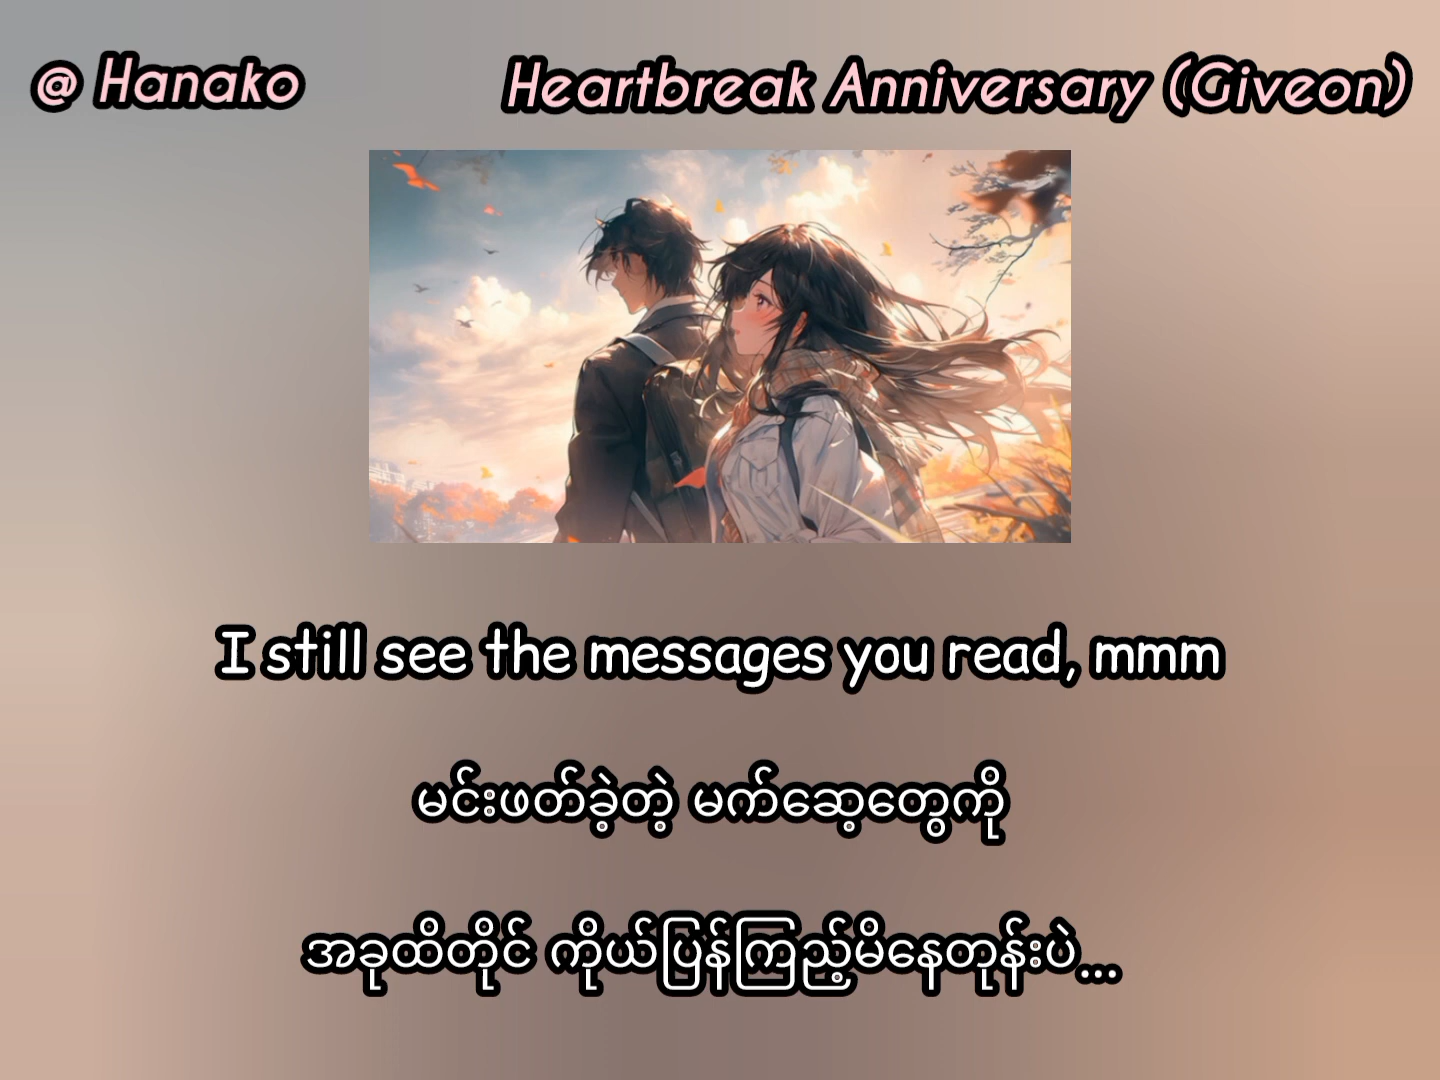 @ Hanako
Heartbreak Anniversary (Giveon)
I still see the messages you read, mmm
မင်းဖတ်ခဲ့တဲ့ မက်ဆေ့တွေကို
အခုထိတိုင် ကိုယ်ပြန်ကြည့်မိနေတုန်းပဲ...